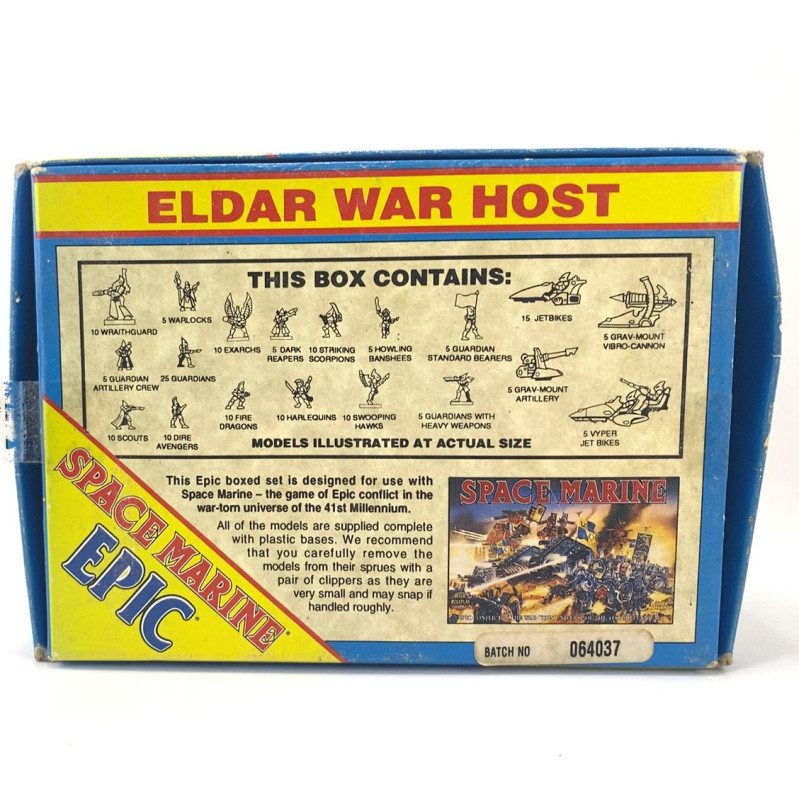 ELDAR WAR HOST
THIS BOX CONTAINS:
10 WRAITHGUARD
5 WARLOCKS
10 EXARCHS
5 DARK
REAPERS
10 STRIKING
SCORPIONS
5 HOWLING
BANSHEES
5 GUARDIAN
STANDARD BEARERS
15 JETBIKES
5 GRAV-MOUNT
VIBRO-CANNON
5 GUARDIAN
ARTILLERY CREW
25 GUARDIANS
5 GRAV-MOUNT
ARTILLERY
10 SCOUTS
10 DIRE
AVENGERS
10 FIRE
DRAGONS
10 HARLEQUINS
10 SWOOPING
HAWKS
5 GUARDIANS WITH
HEAVY WEAPONS
5 VYPER
JET BIKES
MODELS ILLUSTRATED AT ACTUAL SIZE
This Epic boxed set is designed for use with
Space Marine – the game of Epic conflict in the
war-torn universe of the 41st Millennium.
All of the models are supplied complete
with plastic bases. We recommend
that you carefully remove the
models from their sprues with a
pair of clippers as they are
very small and may snap if
handled roughly.
SPACE MARINE
EPIC
SPACE MARINE
BATCH NO 064037